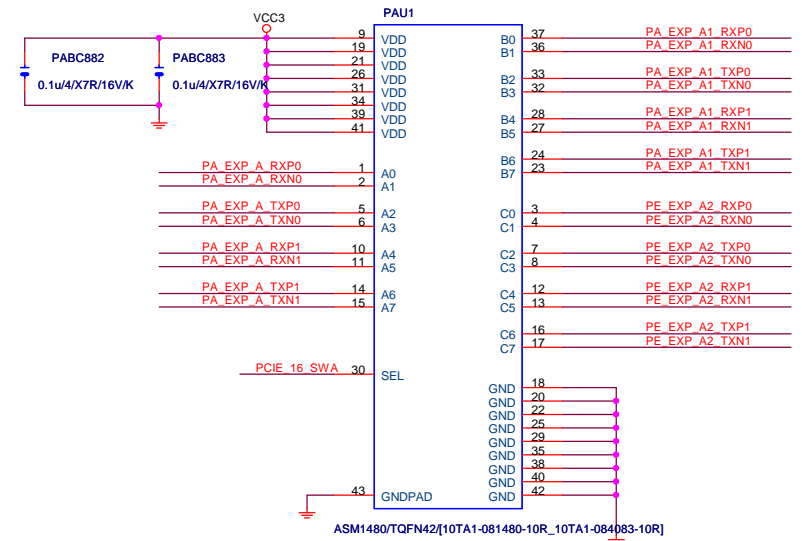 PAU1
VCC3
PABC882
0.1u/4/X7R/16V/K
PABC883
0.1u/4/X7R/16V/K
9 VDD
19 VDD
21 VDD
26 VDD
31 VDD
34 VDD
39 VDD
41 VDD
PA_EXP_A_RXP0 1 A0
PA_EXP_A_RXN0 2 A1
PA_EXP_A_TXP0 5 A2
PA_EXP_A_TXN0 6 A3
PA_EXP_A_RXP1 10 A4
PA_EXP_A_RXN1 11 A5
PA_EXP_A_TXP1 14 A6
PA_EXP_A_TXN1 15 A7
PCIE_16_SWA 30 SEL
43 GNDPAD
B0 37 PA_EXP_A1_RXP0
B1 36 PA_EXP_A1_RXN0
B2 33 PA_EXP_A1_TXP0
B3 32 PA_EXP_A1_TXN0
B4 28 PA_EXP_A1_RXP1
B5 27 PA_EXP_A1_RXN1
B6 24 PA_EXP_A1_TXP1
B7 23 PA_EXP_A1_TXN1
C0 3 PE_EXP_A2_RXP0
C1 4 PE_EXP_A2_RXN0
C2 7 PE_EXP_A2_TXP0
C3 8 PE_EXP_A2_TXN0
C4 12 PE_EXP_A2_RXP1
C5 13 PE_EXP_A2_RXN1
C6 16 PE_EXP_A2_TXP1
C7 17 PE_EXP_A2_TXN1
GND 18
GND 20
GND 22
GND 25
GND 29
GND 35
GND 38
GND 40
GND 42
ASM1480/TQFN42/[10TA1-081480-10R_10TA1-084083-10R]